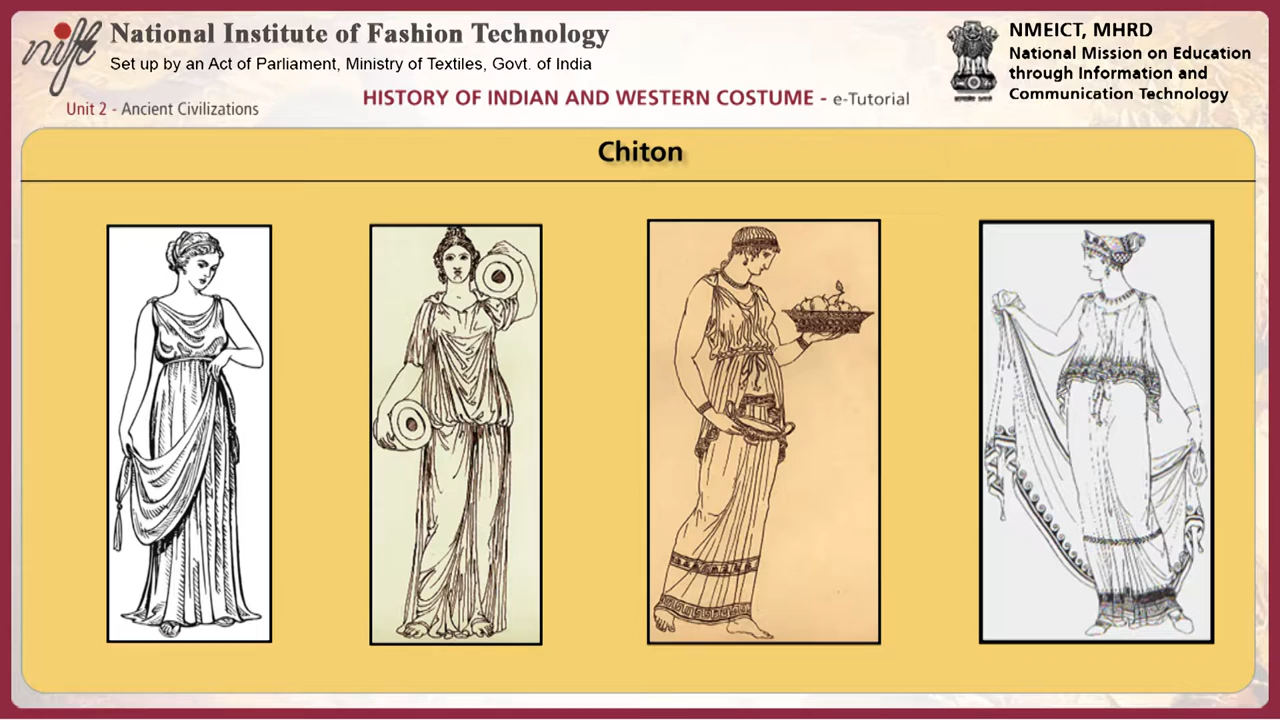 nift
National Institute of Fashion Technology
Set up by an Act of Parliament, Ministry of Textiles, Govt. of India
NMEICT, MHRD
National Mission on Education
through Information and
Communication Technology
Unit 2 - Ancient Civilizations
HISTORY OF INDIAN AND WESTERN COSTUME - e-Tutorial
Chiton